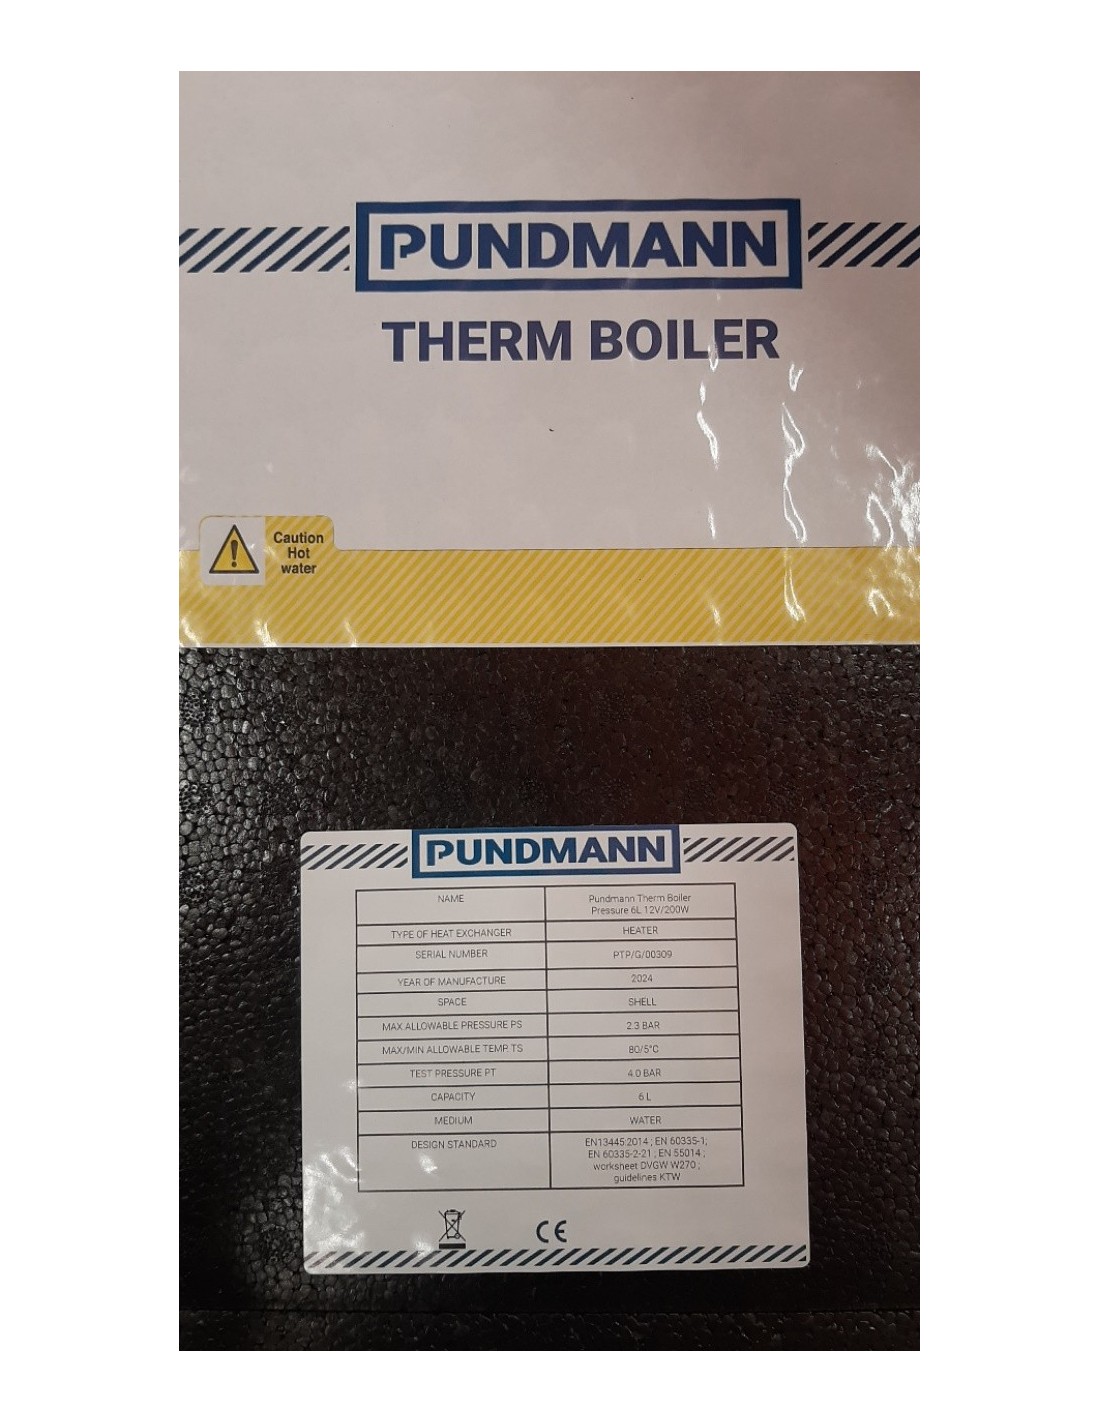 PUNDMANN
THERM BOILER
Caution
Hot
water
PUNDMANN
NAME
Pundmann Therm Boiler
Pressure 6L 12V/200W
TYPE OF HEAT EXCHANGER
HEATER
SERIAL NUMBER
PTP/G/00309
YEAR OF MANUFACTURE
2024
SPACE
SHELL
MAX ALLOWABLE PRESSURE PS
2.3 BAR
MAX/MIN ALLOWABLE TEMP. TS
80/5°C
TEST PRESSURE PT
4.0 BAR
CAPACITY
6 L
MEDIUM
WATER
DESIGN STANDARD
EN13445:2014 ; EN 60335-1;
EN 60335-2-21 ; EN 55014 ;
worksheet DVGW W270 ;
guidelines KTW
CE